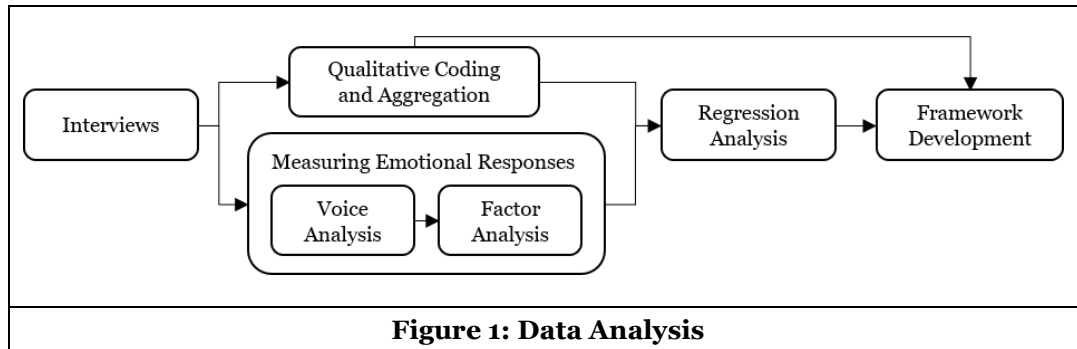 Interviews
Qualitative Coding
and Aggregation
Measuring Emotional Responses
Voice
Analysis
Factor
Analysis
Regression
Analysis
Framework
Development
Figure 1: Data Analysis